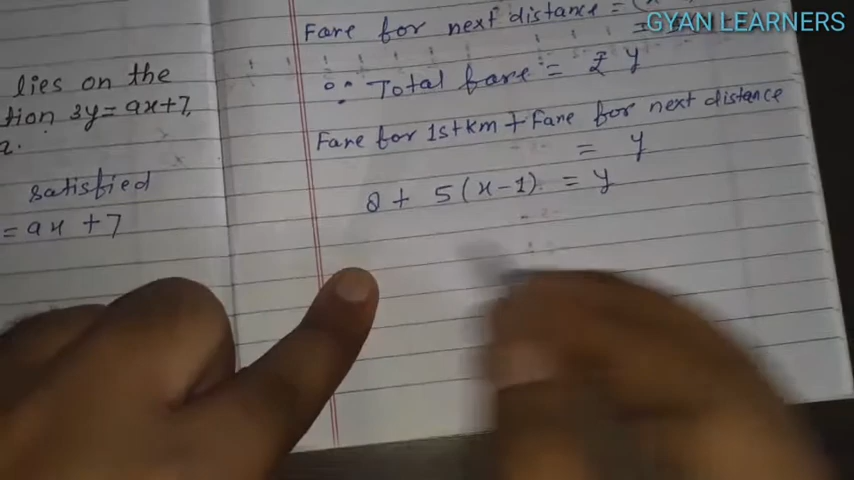 GYAN LEARNERS
lies on the
tion 3y=ax+7,
2.
satisfied
= ax +7
Fare for next distance = (x
=
∴ Total fare = ₹ y
Fare for 1st km + Fare for next distance
= y
8 + 5(x-1) = y